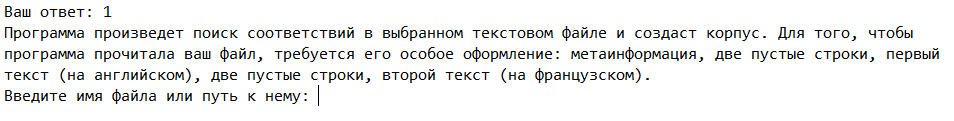 Ваш ответ: 1
Программа произведет поиск соответствий в выбранном текстовом файле и создаст корпус. Для того, чтобы
программа прочитала ваш файл, требуется его особое оформление: метаинформация, две пустые строки, первый
текст (на английском), две пустые строки, второй текст (на французском).
Введите имя файла или путь к нему: